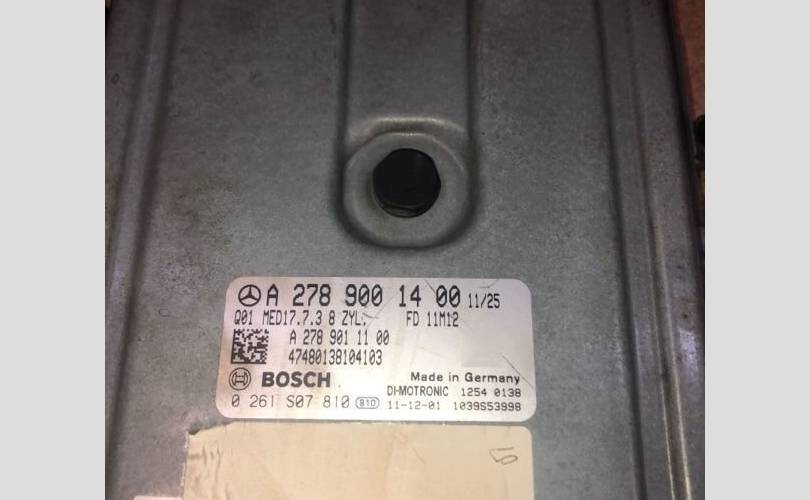 A 278 900 14 00 11/25
Q01 MED17.7.3 8 ZYL; FD 11M12
A 278 901 11 00
47480138104103
BOSCH Made in Germany
DI-MOTRONIC 1254 0138
0 261 S07 810 810 11-12-01 1039S53998